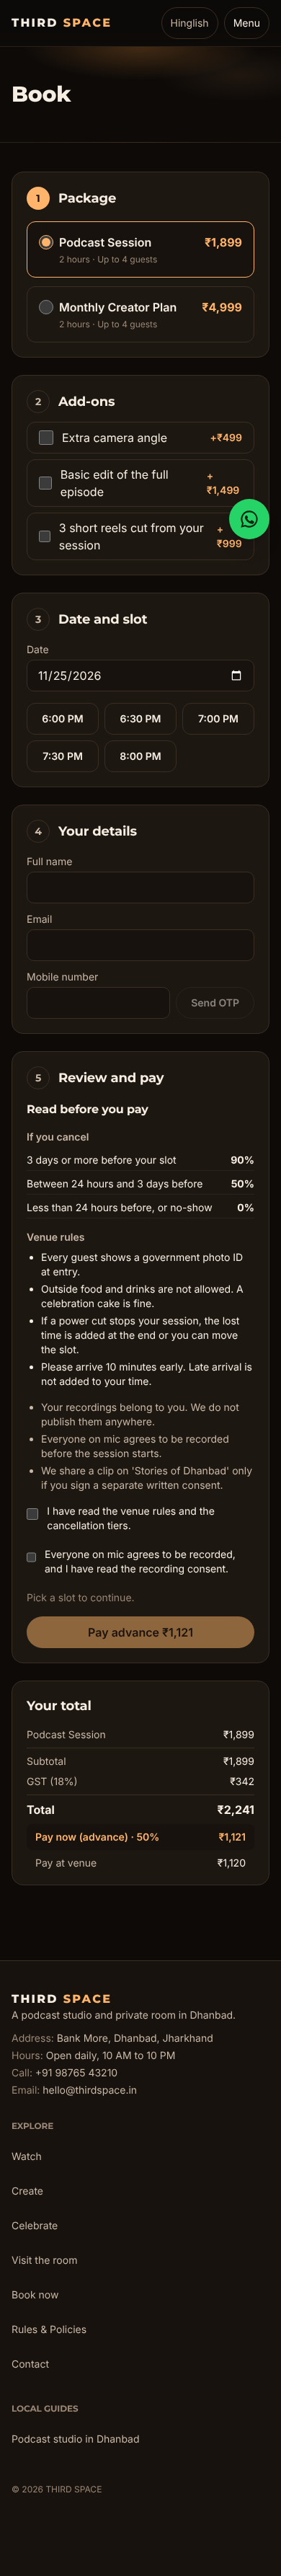 THIRD SPACE
Hinglish
Menu
Book
1
Package
Podcast Session
₹1,899
2 hours · Up to 4 guests
Monthly Creator Plan
₹4,999
2 hours · Up to 4 guests
2
Add-ons
Extra camera angle
+₹499
Basic edit of the full
episode
+
₹1,499
3 short reels cut from your
session
+
₹999
3
Date and slot
Date
11/25/2026
6:00 PM
6:30 PM
7:00 PM
7:30 PM
8:00 PM
4
Your details
Full name
Email
Mobile number
Send OTP
5
Review and pay
Read before you pay
If you cancel
3 days or more before your slot
90%
Between 24 hours and 3 days before
50%
Less than 24 hours before, or no-show
0%
Venue rules
• Every guest shows a government photo ID
at entry.
• Outside food and drinks are not allowed. A
celebration cake is fine.
• If a power cut stops your session, the lost
time is added at the end or you can move
the slot.
• Please arrive 10 minutes early. Late arrival is
not added to your time.
• Your recordings belong to you. We do not
publish them anywhere.
• Everyone on mic agrees to be recorded
before the session starts.
• We share a clip on 'Stories of Dhanbad' only
if you sign a separate written consent.
I have read the venue rules and the
cancellation tiers.
Everyone on mic agrees to be recorded,
and I have read the recording consent.
Pick a slot to continue.
Pay advance ₹1,121
Your total
Podcast Session
₹1,899
Subtotal
₹1,899
GST (18%)
₹342
Total
₹2,241
Pay now (advance) · 50%
₹1,121
Pay at venue
₹1,120
THIRD SPACE
A podcast studio and private room in Dhanbad.
Address: Bank More, Dhanbad, Jharkhand
Hours: Open daily, 10 AM to 10 PM
Call: +91 98765 43210
Email: hello@thirdspace.in
EXPLORE
Watch
Create
Celebrate
Visit the room
Book now
Rules & Policies
Contact
LOCAL GUIDES
Podcast studio in Dhanbad
© 2026 THIRD SPACE